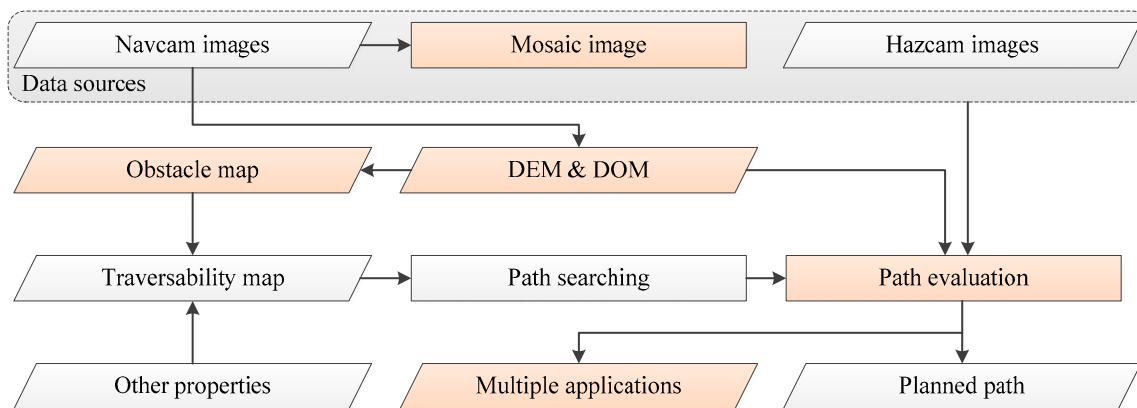 Navcam images
Mosaic image
Hazcam images
Data sources
Obstacle map
DEM & DOM
Traversability map
Path searching
Path evaluation
Other properties
Multiple applications
Planned path